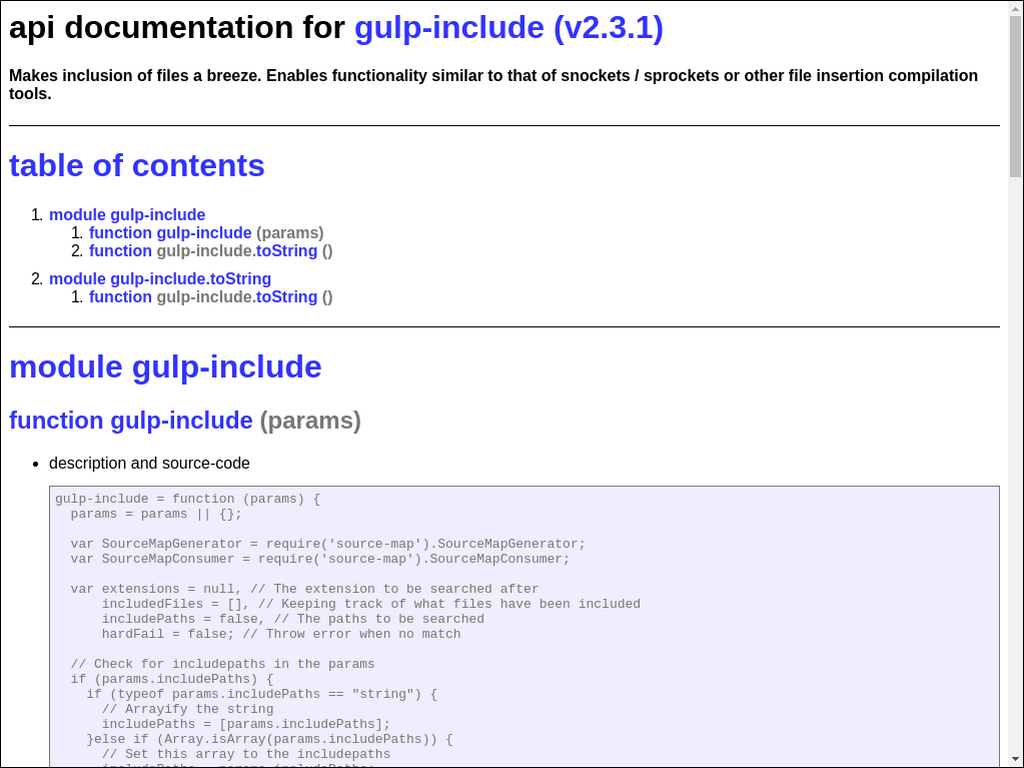 api documentation for gulp-include (v2.3.1)
Makes inclusion of files a breeze. Enables functionality similar to that of snockets / sprockets or other file insertion compilation
tools.
table of contents
1. module gulp-include
1. function gulp-include (params)
2. function gulp-include.toString ()
2. module gulp-include.toString
1. function gulp-include.toString ()
module gulp-include
function gulp-include (params)
• description and source-code
gulp-include = function (params) {
  params = params || {};
  var SourceMapGenerator = require('source-map').SourceMapGenerator;
  var SourceMapConsumer = require('source-map').SourceMapConsumer;
  var extensions = null, // The extension to be searched after
      includedFiles = [], // Keeping track of what files have been included
      includePaths = false, // The paths to be searched
      hardFail = false; // Throw error when no match
  // Check for includepaths in the params
  if (params.includePaths) {
    if (typeof params.includePaths == "string") {
      // Arrayify the string
      includePaths = [params.includePaths];
    }else if (Array.isArray(params.includePaths)) {
      // Set this array to the includepaths
      includePaths = params.includePaths;